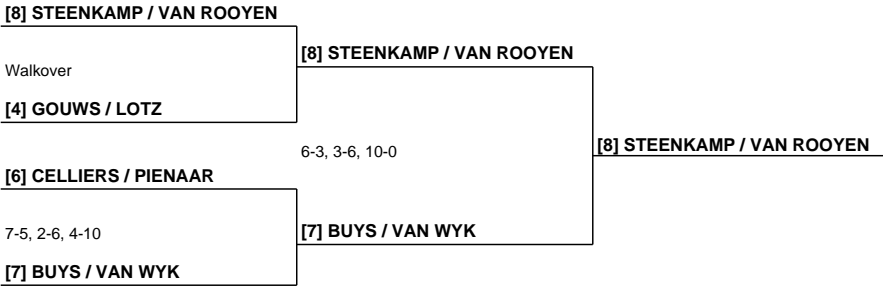 [8] STEENKAMP / VAN ROOYEN
[8] STEENKAMP / VAN ROOYEN
Walkover
[4] GOUWS / LOTZ
[8] STEENKAMP / VAN ROOYEN
6-3, 3-6, 10-0
[6] CELLIERS / PIENAAR
7-5, 2-6, 4-10
[7] BUYS / VAN WYK
[7] BUYS / VAN WYK